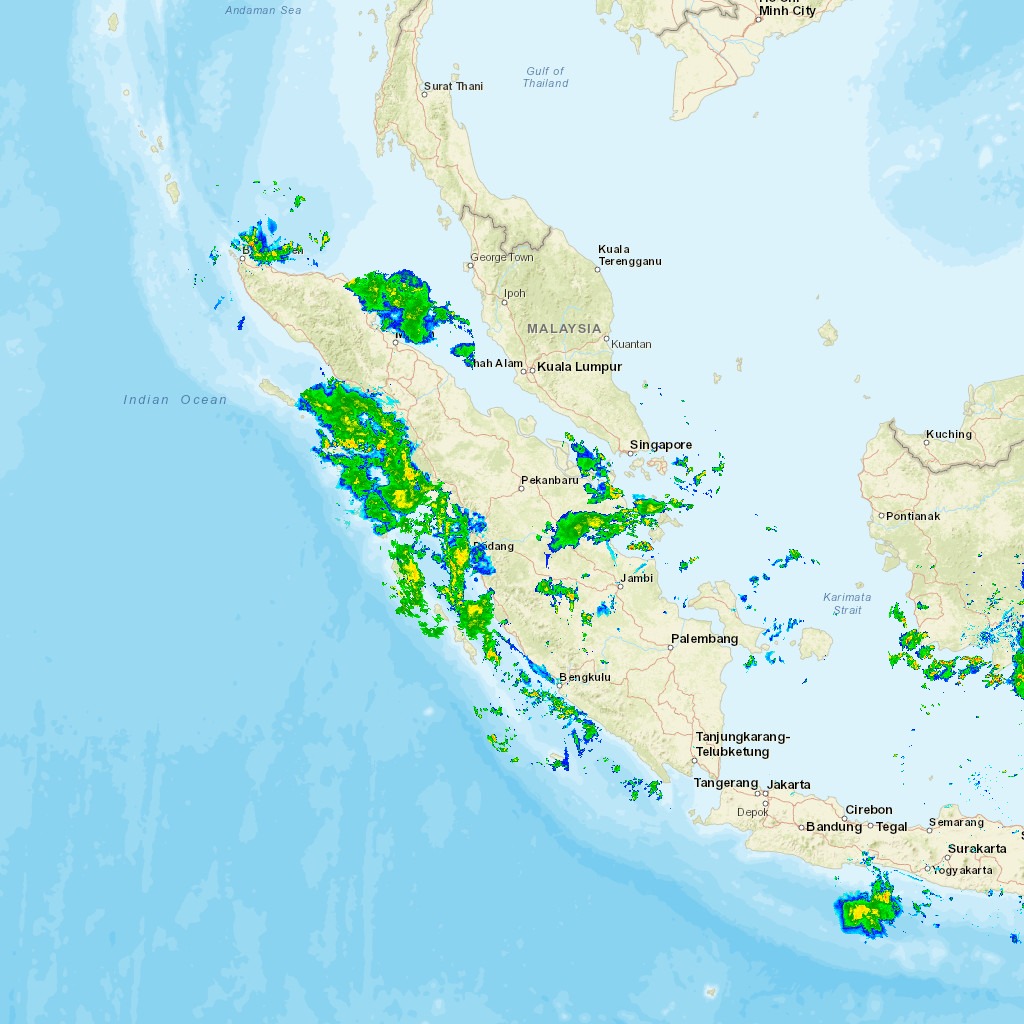 Andaman Sea
Minh City
Gulf of
Thailand
Surat Thani
George Town
Kuala
Terengganu
Ipoh
MALAYSIA
Kuantan
Shah Alam
Kuala Lumpur
Indian Ocean
Singapore
Kuching
Pekanbaru
Pontianak
Padang
Jambi
Karimata
Strait
Palembang
Bengkulu
Tanjungkarang-
Telubketung
Tangerang
Jakarta
Depok
Cirebon
Bandung
Tegal
Semarang
Surakarta
Yogyakarta